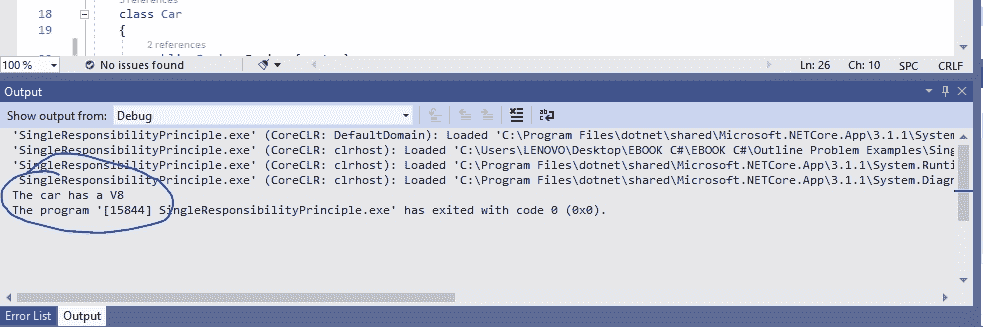 18 class Car
19 {
2 references
100 % No issues found Ln: 26 Ch: 10 SPC CRLF
Output
Show output from: Debug
'SingleResponsibilityPrinciple.exe' (CoreCLR: DefaultDomain): Loaded 'C:\Program Files\dotnet\shared\Microsoft.NETCore.App\3.1.1\System
'SingleResponsibilityPrinciple.exe' (CoreCLR: clrhost): Loaded 'C:\Users\LENOVO\Desktop\EBOOK C#\EBOOK C#\Outline Problem Examples\Sing
'SingleResponsibilityPrinciple.exe' (CoreCLR: clrhost): Loaded 'C:\Program Files\dotnet\shared\Microsoft.NETCore.App\3.1.1\System.Runti
'SingleResponsibilityPrinciple.exe' (CoreCLR: clrhost): Loaded 'C:\Program Files\dotnet\shared\Microsoft.NETCore.App\3.1.1\System.Diagn
The car has a V8
The program '[15844] SingleResponsibilityPrinciple.exe' has exited with code 0 (0x0).
Error List Output